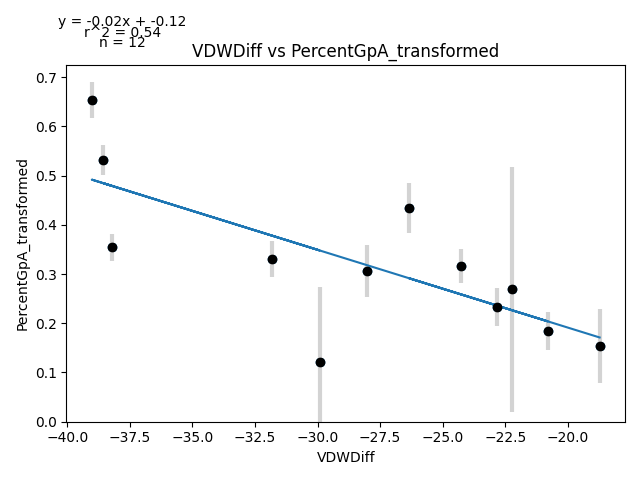 y = -0.02x + -0.12
r^2 = 0.54
n = 12
VDWDiff vs PercentGpA_transformed
0.7
0.6
0.5
0.4
0.3
0.2
0.1
0.0
PercentGpA_transformed
−40.0 −37.5 −35.0 −32.5 −30.0 −27.5 −25.0 −22.5 −20.0
VDWDiff